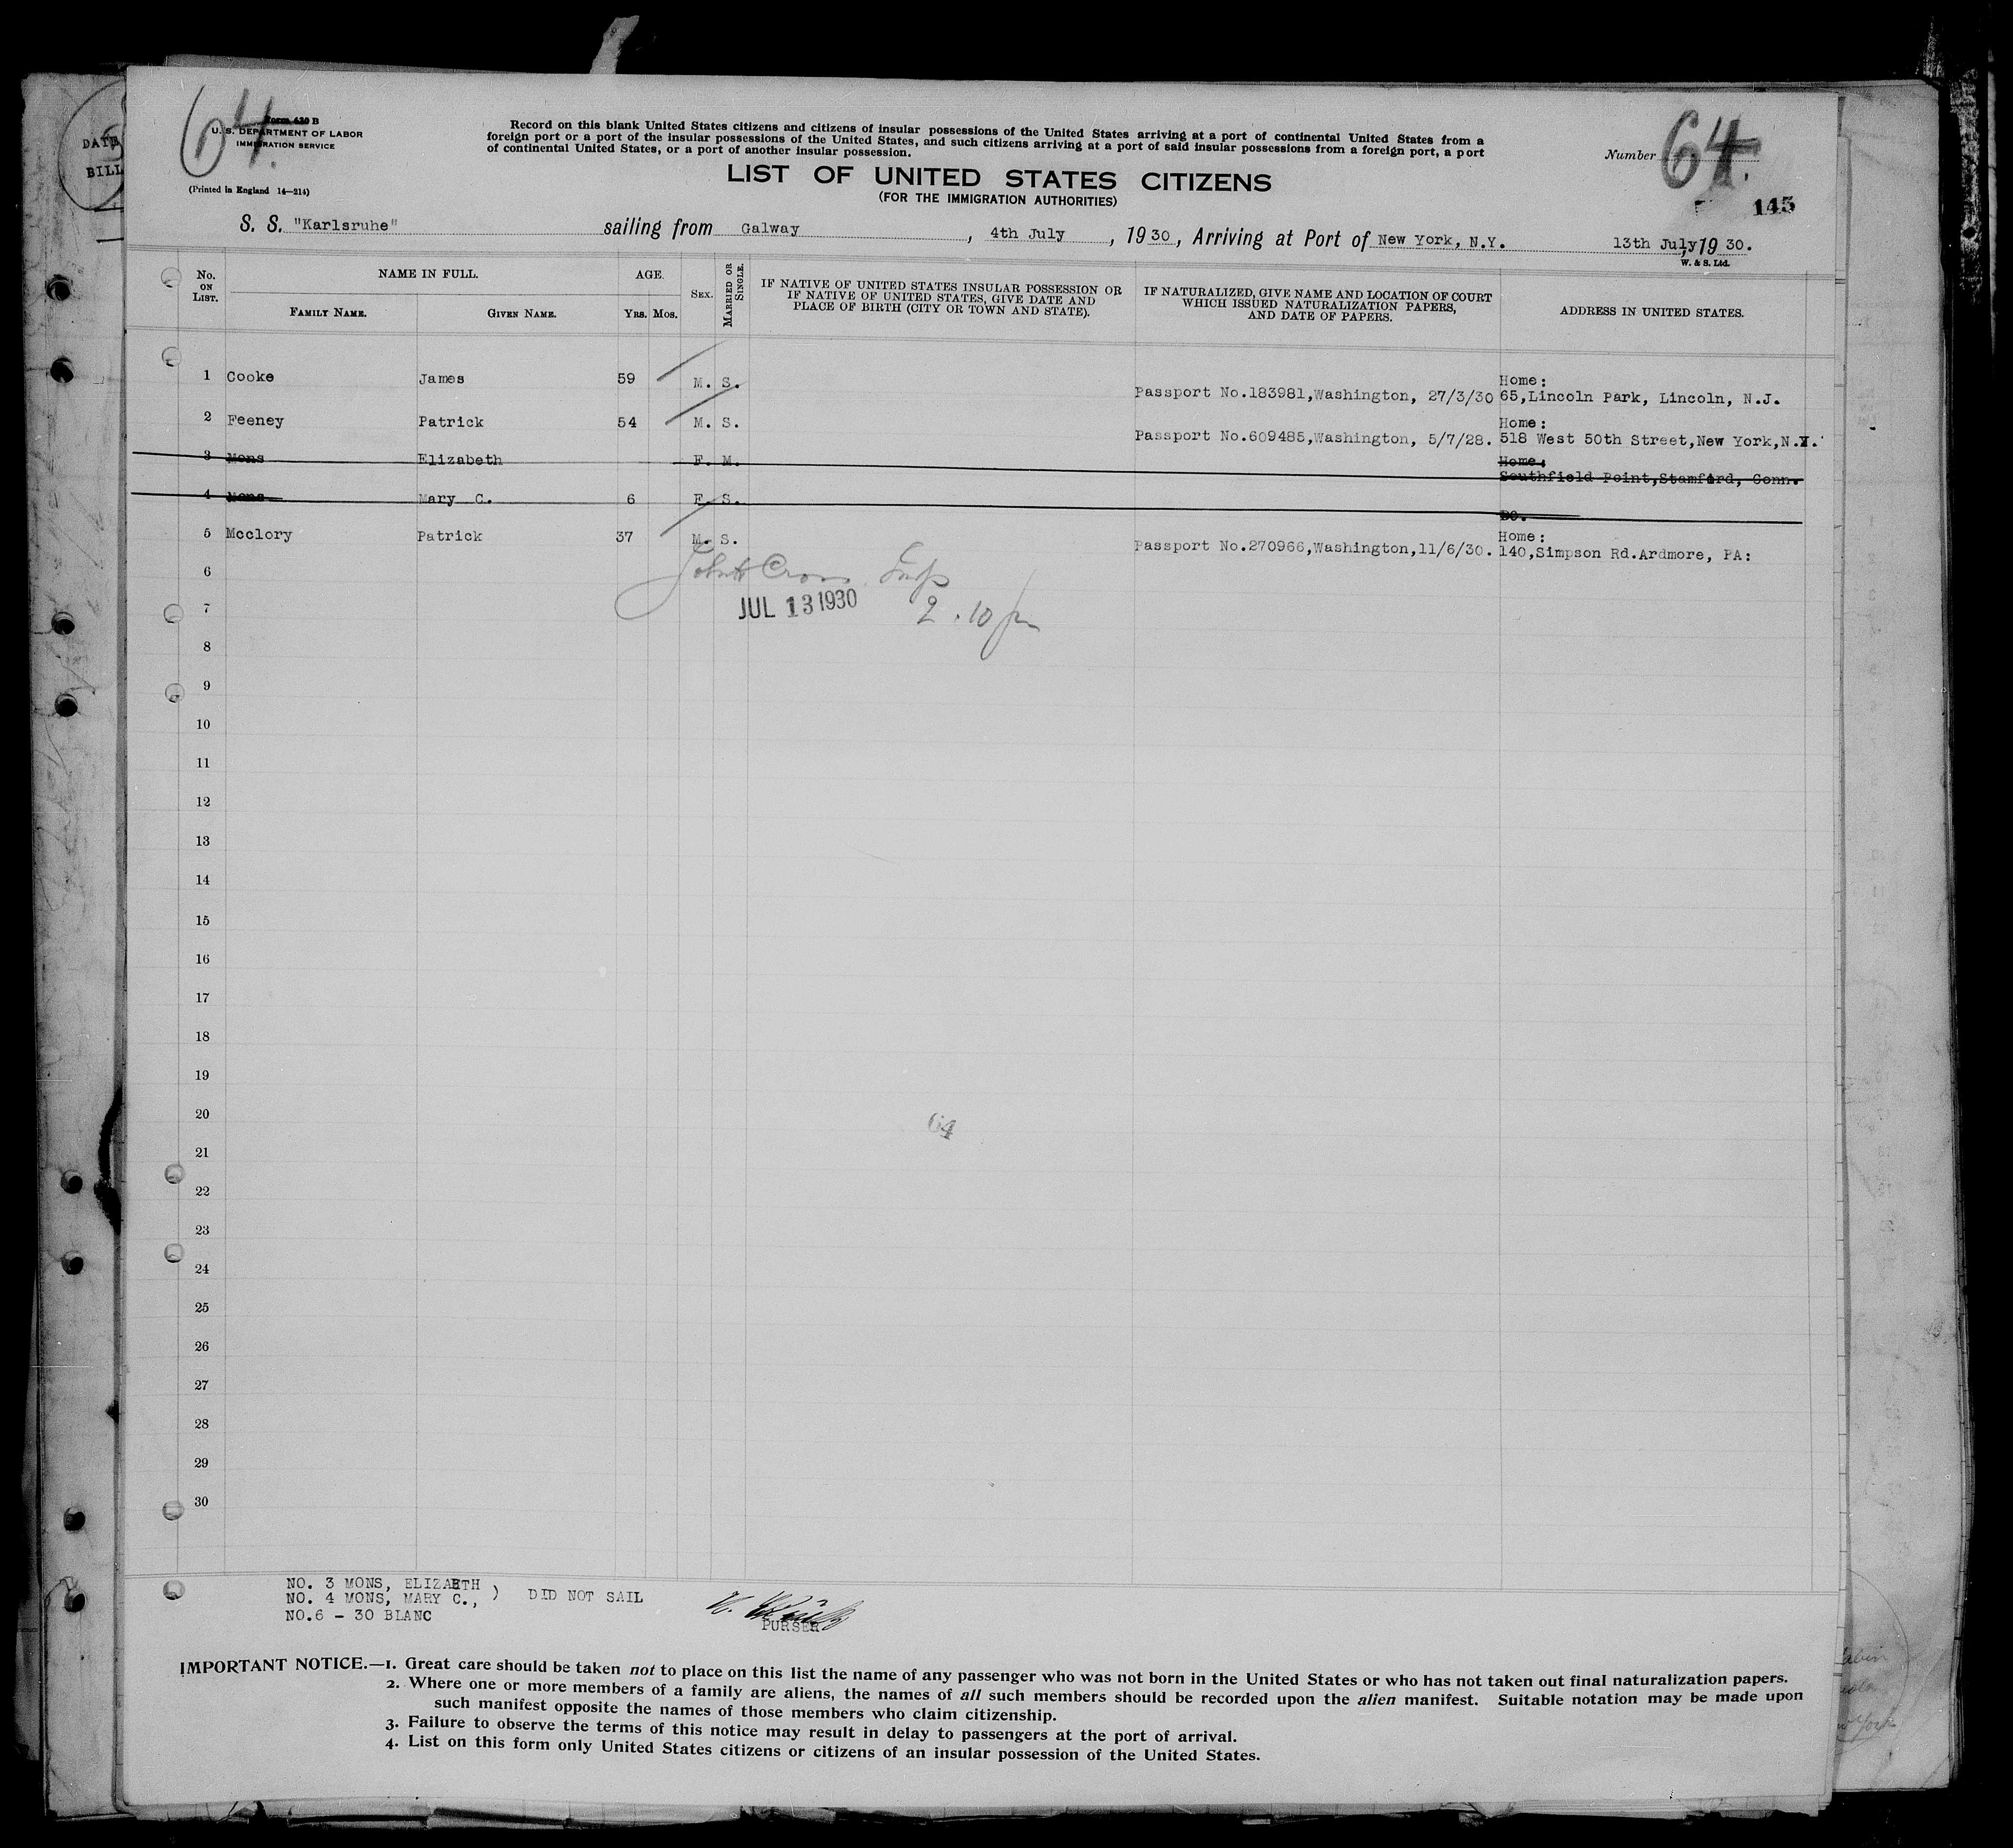 64.
Form 430 B
U. S. DEPARTMENT OF LABOR
IMMIGRATION SERVICE
(Printed in England 14—214)
DATE
BILL
Record on this blank United States citizens and citizens of insular possessions of the United States arriving at a port of continental United States from a
foreign port or a port of the insular possessions of the United States, and such citizens arriving at a port of said insular possessions from a foreign port, a port
of continental United States, or a port of another insular possession.
Number 64.
LIST OF UNITED STATES CITIZENS
(FOR THE IMMIGRATION AUTHORITIES)
145
S. S. "Karlsruhe" sailing from Galway, 4th July, 1930, Arriving at Port of New York, N.Y. 13th July, 1930.
W. & S. Ltd.
No. ON LIST. NAME IN FULL. AGE. SEX. MARRIED OR SINGLE. IF NATIVE OF UNITED STATES INSULAR POSSESSION OR IF NATIVE OF UNITED STATES, GIVE DATE AND PLACE OF BIRTH (CITY OR TOWN AND STATE). IF NATURALIZED, GIVE NAME AND LOCATION OF COURT WHICH ISSUED NATURALIZATION PAPERS, AND DATE OF PAPERS. ADDRESS IN UNITED STATES.
FAMILY NAME. GIVEN NAME. YRS. MOS.
1 Cooke James 59 M. S. Passport No.183981,Washington, 27/3/30 Home: 65,Lincoln Park, Lincoln, N.J.
2 Feeney Patrick 54 M. S. Passport No.609485,Washington, 5/7/28. Home: 518 West 50th Street,New York,N.Y.
3 Mons Elizabeth F. M. Home: Southfield Point,Stamford, Conn.
4 Mons Mary C. 6 F. S. DO.
5 Mcclory Patrick 37 M. S. Passport No.270966,Washington,11/6/30. Home: 140,Simpson Rd.Ardmore, PA:
6
John H Cross Insp
7
JUL 13 1930 2.10 pm
8
9
10
11
12
13
14
15
16
17
18
19
20
64
21
22
23
24
25
26
27
28
29
30
NO. 3 MONS, ELIZABETH )
NO. 4 MONS, MARY C., ) DID NOT SAIL
NO.6 - 30 BLANC
PURSER
IMPORTANT NOTICE.—1. Great care should be taken not to place on this list the name of any passenger who was not born in the United States or who has not taken out final naturalization papers.
2. Where one or more members of a family are aliens, the names of all such members should be recorded upon the alien manifest. Suitable notation may be made upon
such manifest opposite the names of those members who claim citizenship.
3. Failure to observe the terms of this notice may result in delay to passengers at the port of arrival.
4. List on this form only United States citizens or citizens of an insular possession of the United States.